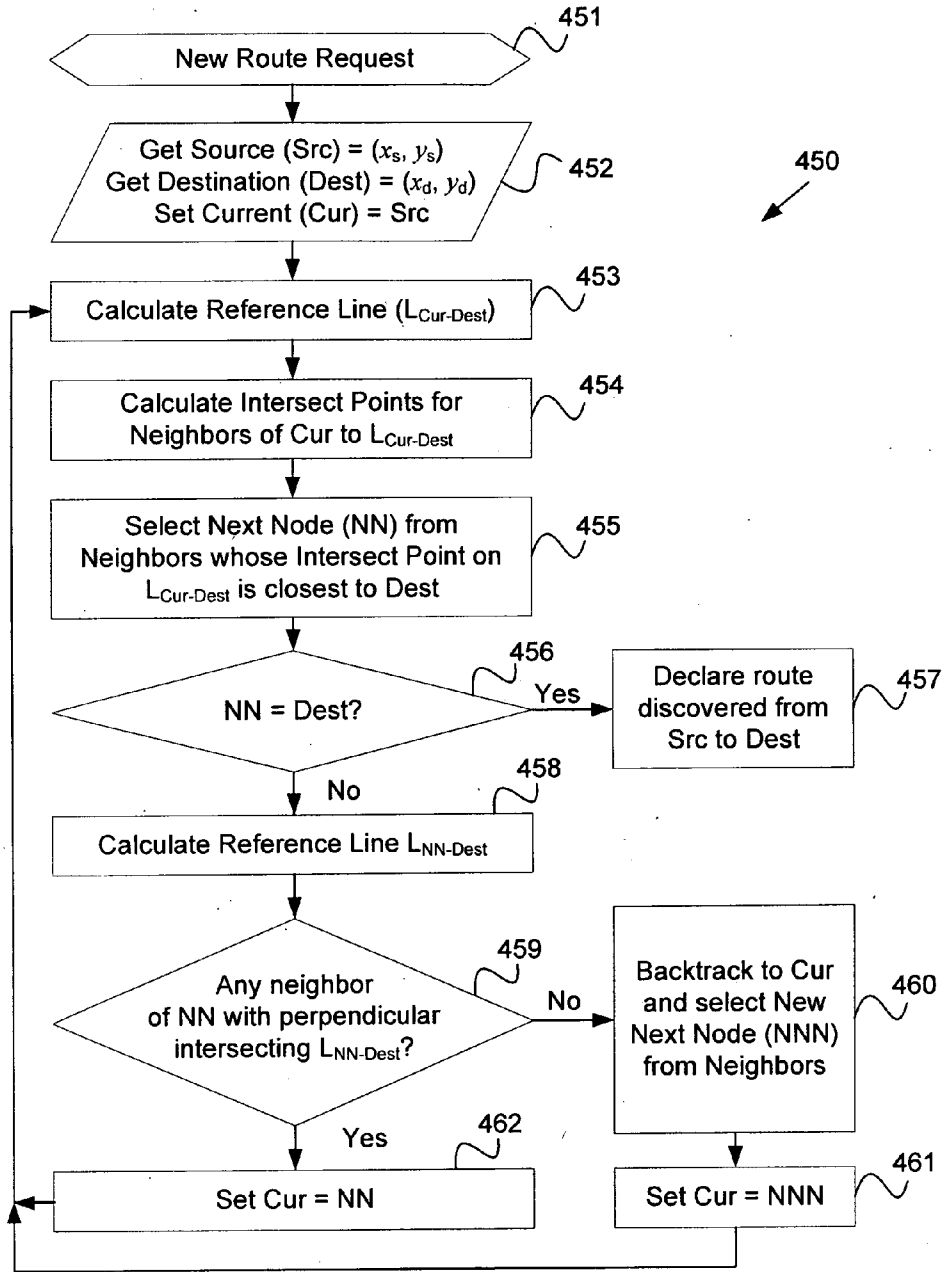 451
New Route Request
Get Source (Src) = (xs, ys)
Get Destination (Dest) = (xd, yd)
Set Current (Cur) = Src
452
450
453
Calculate Reference Line (LCur-Dest)
454
Calculate Intersect Points for
Neighbors of Cur to LCur-Dest
Select Next Node (NN) from
Neighbors whose Intersect Point on
LCur-Dest is closest to Dest
455
456
NN = Dest?
Yes
Declare route
discovered from
Src to Dest
457
No
458
Calculate Reference Line LNN-Dest
459
Any neighbor
of NN with perpendicular
intersecting LNN-Dest?
No
Backtrack to Cur
and select New
Next Node (NNN)
from Neighbors
460
Yes
462
Set Cur = NN
Set Cur = NNN
461